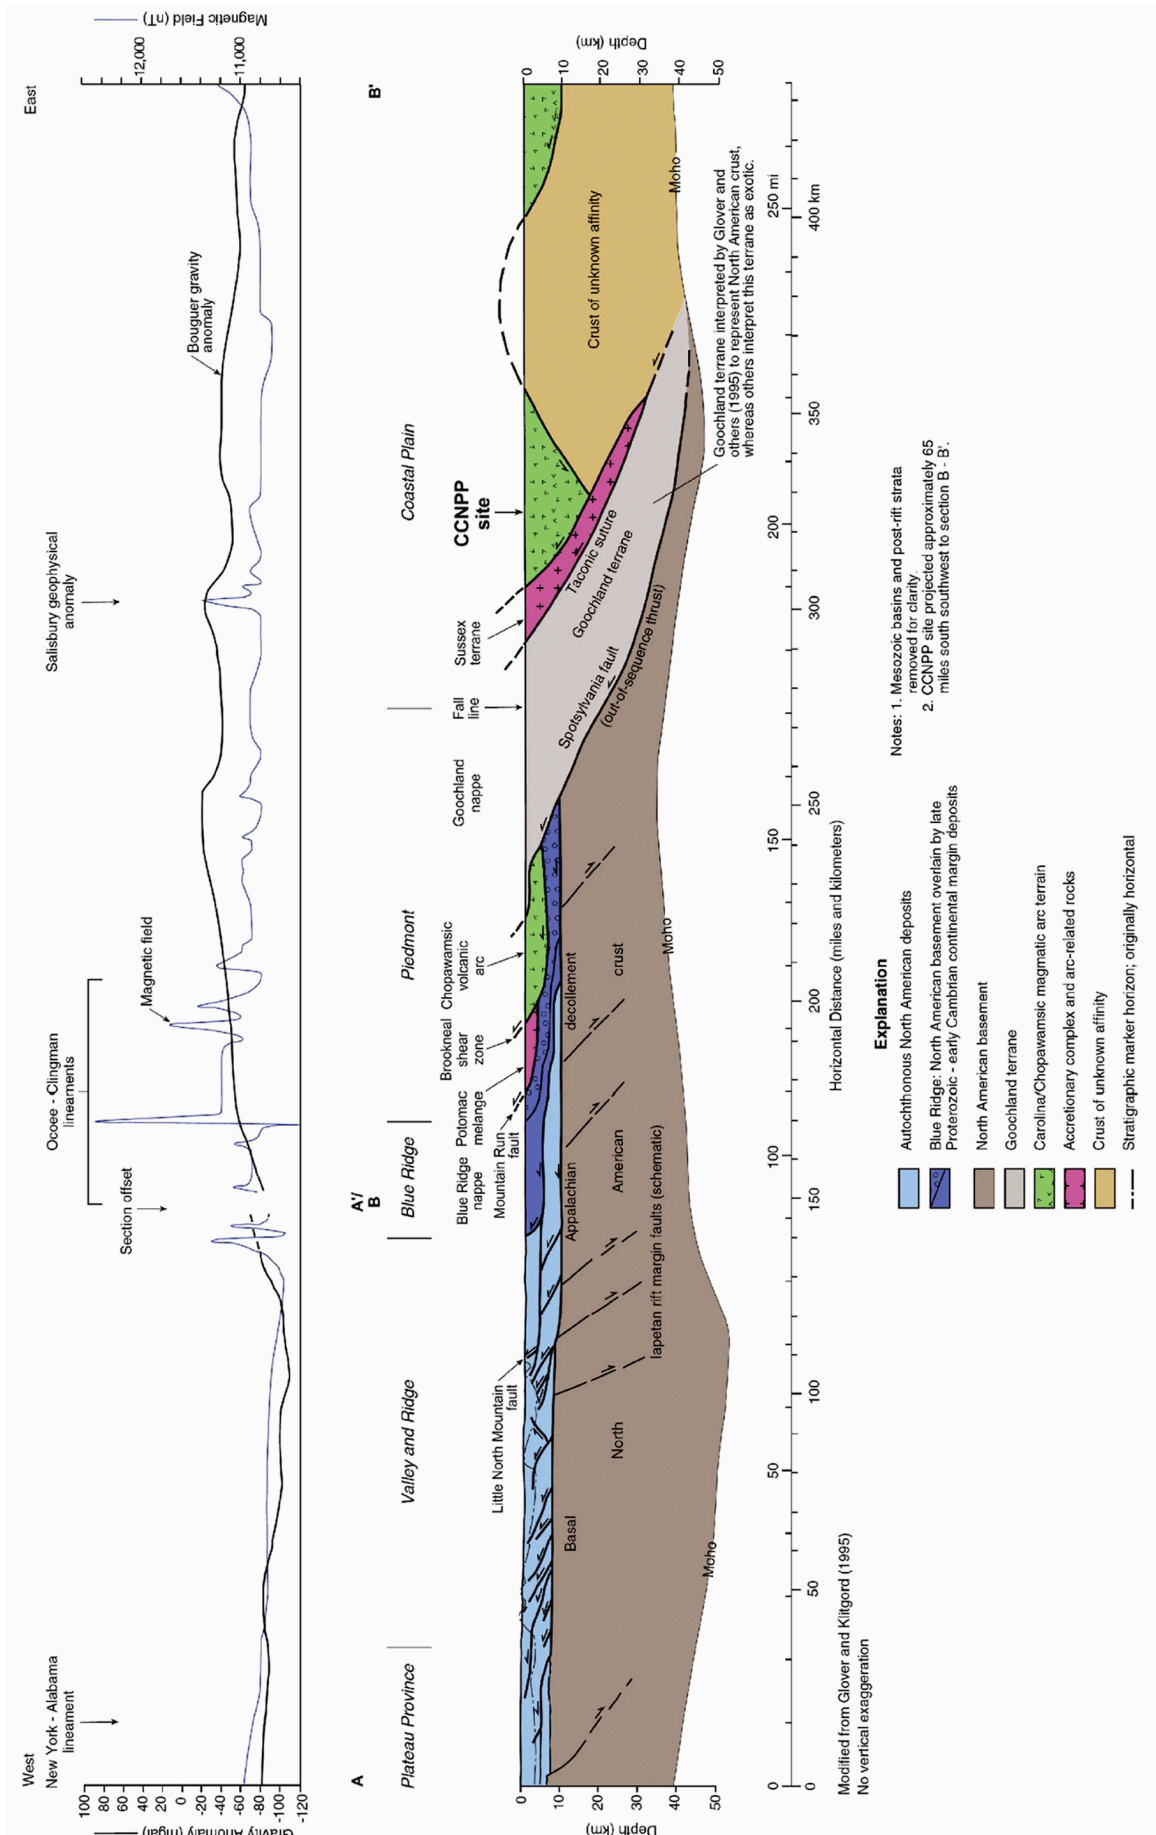 West
East
New York - Alabama
lineament
Section offset
Ocoee - Clingman
lineaments
Magnetic field
Salisbury geophysical
anomaly
Bouguer gravity
anomaly
100
80
60
40
20
0
-20
-40
-60
-80
-100
-120
Gravity Anomaly (mgal)
12,000
11,000
Magnetic Field (nT)
A
A'/
B
B'
Plateau Province
Valley and Ridge
Blue Ridge
Piedmont
Coastal Plain
Little North Mountain
fault
Blue Ridge
nappe
Mountain Run
fault
Potomac
melange
Brookneal
shear
zone
Chopawamsic
volcanic
arc
Goochland
nappe
Fall
line
Sussex
terrane
CCNPP
site
0
10
20
30
40
50
Depth (km)
0
10
20
30
40
50
Depth (km)
Basal
Appalachian
decollement
North
American
crust
Iapetan rift margin faults (schematic)
Spotsylvania fault
(out-of-sequence thrust)
Goochland terrane
Taconic suture
Crust of unknown affinity
Moho
Moho
Moho
Goochland terrane interpreted by Glover and
others (1995) to represent North American crust,
whereas others interpret this terrane as exotic.
0
50
100
150
200
250 mi
0
50
100
150
200
250
300
350
400 km
Horizontal Distance (miles and kilometers)
Modified from Glover and Klitgord (1995)
No vertical exaggeration
Explanation
Autochthonous North American deposits
Blue Ridge: North American basement overlain by late
Proterozoic - early Cambrian continental margin deposits
North American basement
Goochland terrane
Carolina/Chopawamsic magmatic arc terrain
Accretionary complex and arc-related rocks
Crust of unknown affinity
Stratigraphic marker horizon; originally horizontal
Notes: 1. Mesozoic basins and post-rift strata
removed for clarity.
2. CCNPP site projected approximately 65
miles south southwest to section B - B'.